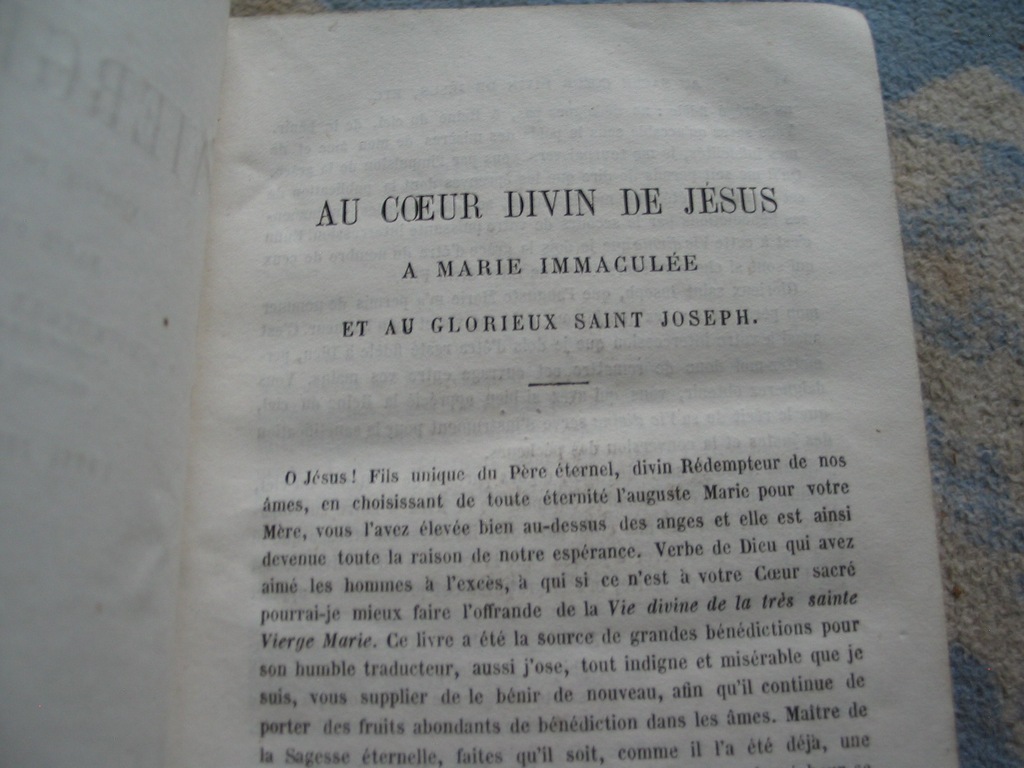 AU CŒUR DIVIN DE JÉSUS
A MARIE IMMACULÉE
ET AU GLORIEUX SAINT JOSEPH.
O Jésus! Fils unique du Père éternel, divin Rédempteur de nos
âmes, en choisissant de toute éternité l'auguste Marie pour votre
Mère, vous l'avez élevée bien au-dessus des anges et elle est ainsi
devenue toute la raison de notre espérance. Verbe de Dieu qui avez
aimé les hommes à l'excès, à qui si ce n'est à votre Cœur sacré
pourrai-je mieux faire l'offrande de la Vie divine de la très sainte
Vierge Marie. Ce livre a été la source de grandes bénédictions pour
son humble traducteur, aussi j'ose, tout indigne et misérable que je
suis, vous supplier de le bénir de nouveau, afin qu'il continue de
porter des fruits abondants de bénédiction dans les âmes. Maître de
la Sagesse éternelle, faites qu'il soit, comme il l'a été déjà, une